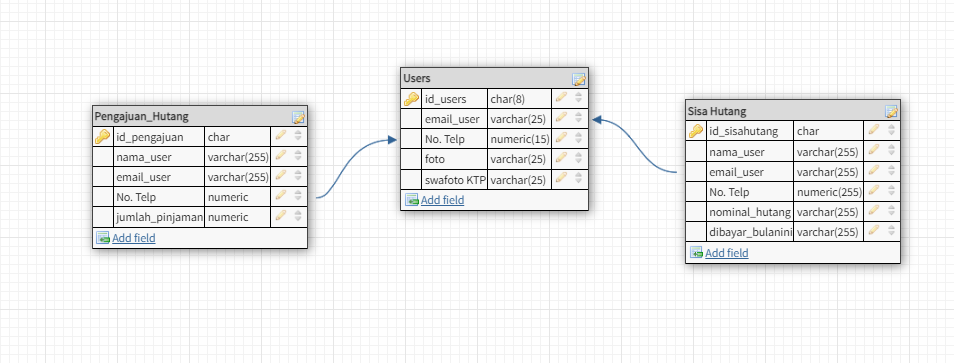 Pengajuan_Hutang
id_pengajuan char
nama_user varchar(255)
email_user varchar(255)
No. Telp numeric
jumlah_pinjaman numeric
Add field
Users
id_users char(8)
email_user varchar(25)
No. Telp numeric(15)
foto varchar(25)
swafoto KTP varchar(25)
Add field
Sisa Hutang
id_sisahutang char
nama_user varchar(255)
email_user varchar(255)
No. Telp numeric(255)
nominal_hutang varchar(255)
dibayar_bulanini varchar(255)
Add field